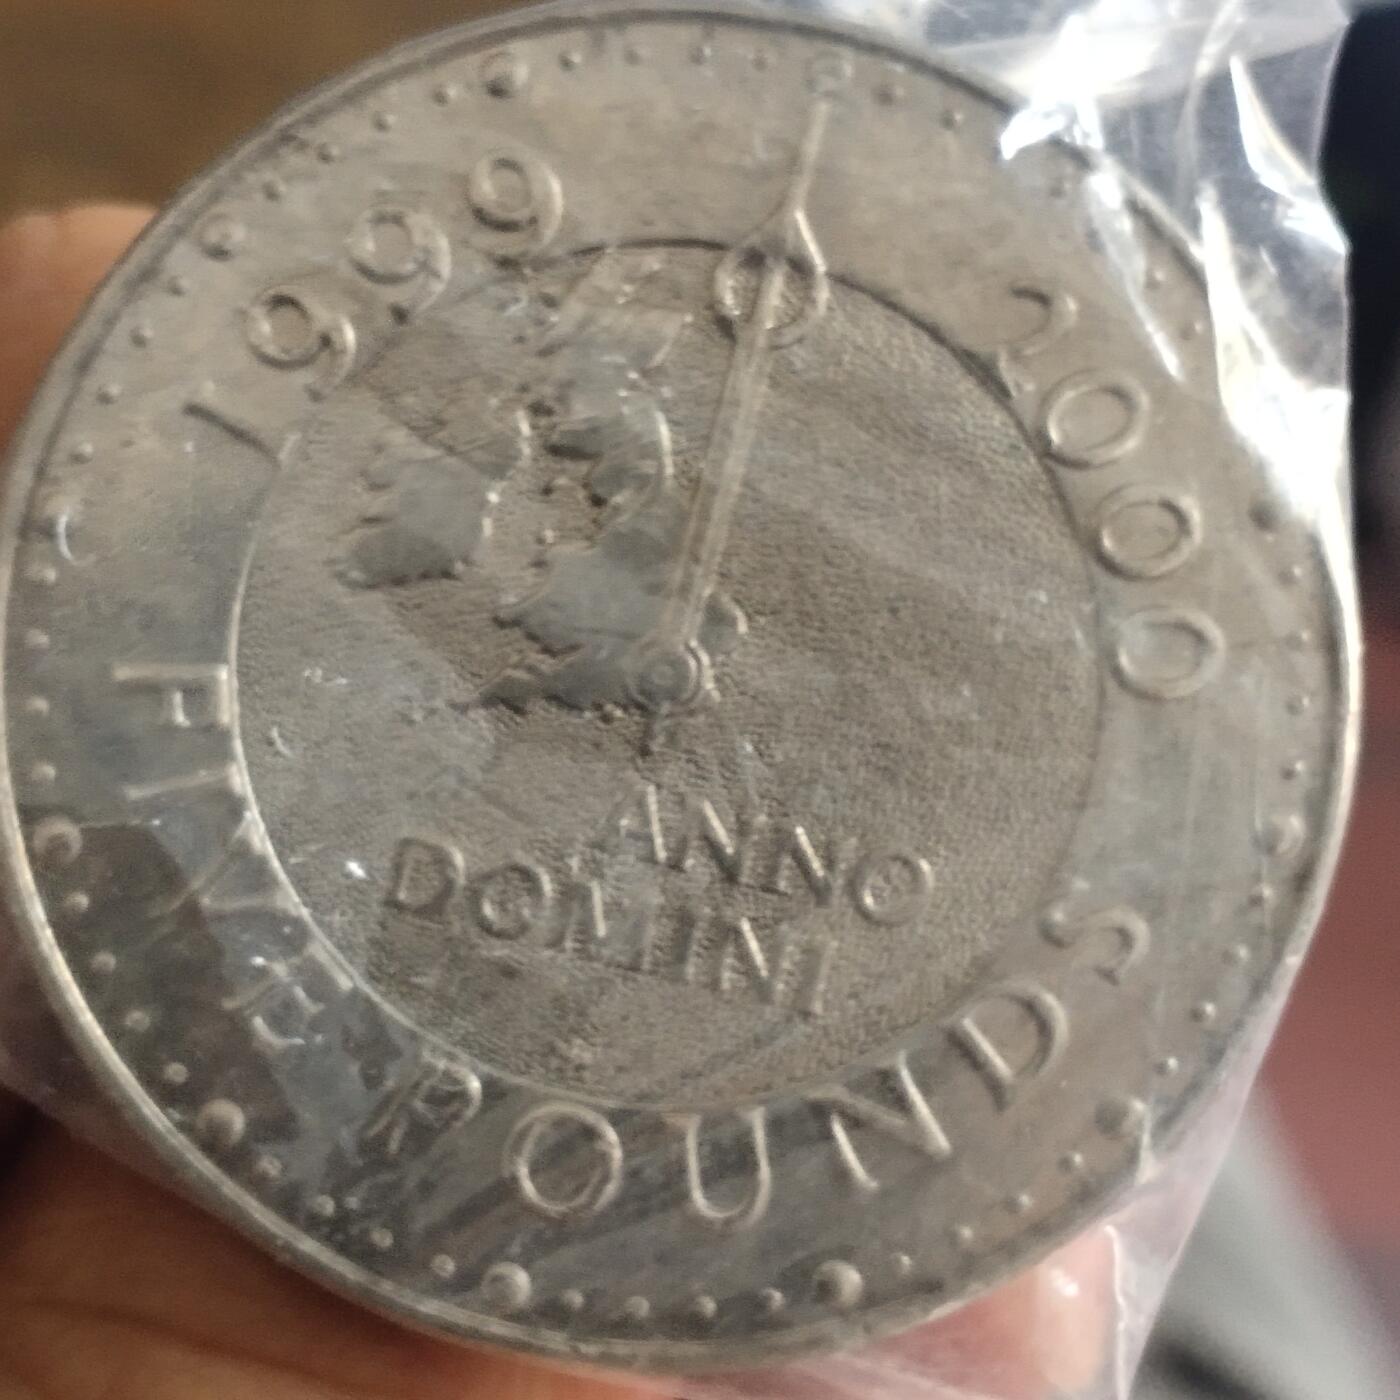 1999
2000
ANNO
DOMINI
FIVE POUNDS